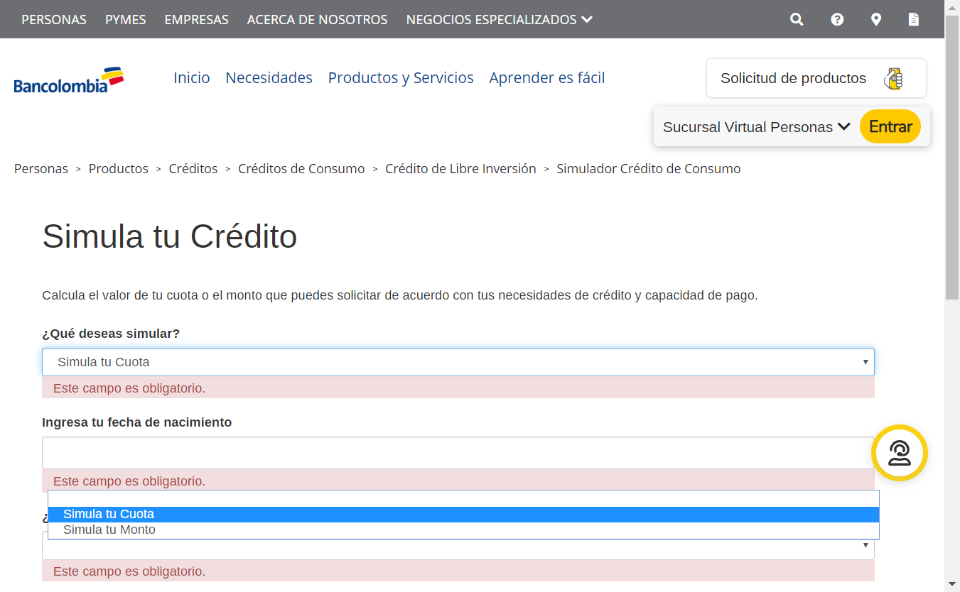 PERSONAS PYMES EMPRESAS ACERCA DE NOSOTROS NEGOCIOS ESPECIALIZADOS
Bancolombia
Inicio Necesidades Productos y Servicios Aprender es fácil
Solicitud de productos
Sucursal Virtual Personas Entrar
Personas > Productos > Créditos > Créditos de Consumo > Crédito de Libre Inversión > Simulador Crédito de Consumo
Simula tu Crédito
Calcula el valor de tu cuota o el monto que puedes solicitar de acuerdo con tus necesidades de crédito y capacidad de pago.
¿Qué deseas simular?
Simula tu Cuota
Este campo es obligatorio.
Ingresa tu fecha de nacimiento
Este campo es obligatorio.
¿
Simula tu Cuota
Simula tu Monto
Este campo es obligatorio.